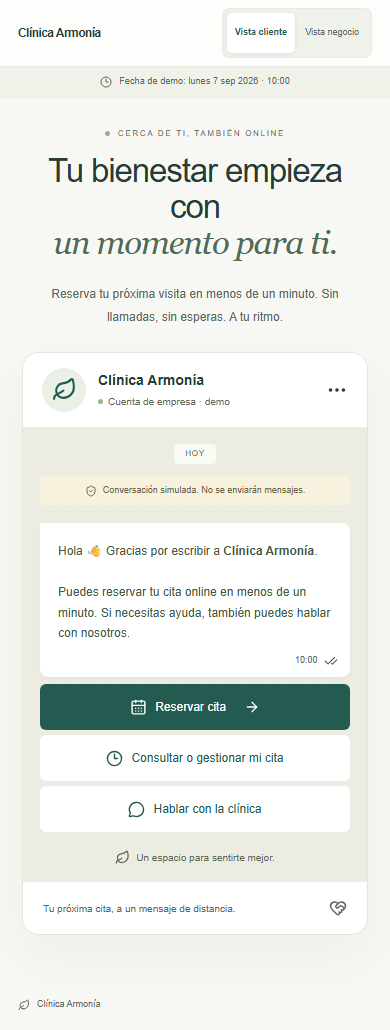 Clínica Armonía
Vista cliente
Vista negocio
Fecha de demo: lunes 7 sep 2026 · 10:00
CERCA DE TI, TAMBIÉN ONLINE
Tu bienestar empieza
con
un momento para ti.
Reserva tu próxima visita en menos de un minuto. Sin
llamadas, sin esperas. A tu ritmo.
Clínica Armonía
Cuenta de empresa · demo
HOY
Conversación simulada. No se enviarán mensajes.
Hola 👋 Gracias por escribir a Clínica Armonía.
Puedes reservar tu cita online en menos de un
minuto. Si necesitas ayuda, también puedes hablar
con nosotros.
10:00
Reservar cita
Consultar o gestionar mi cita
Hablar con la clínica
Un espacio para sentirte mejor.
Tu próxima cita, a un mensaje de distancia.
Clínica Armonía